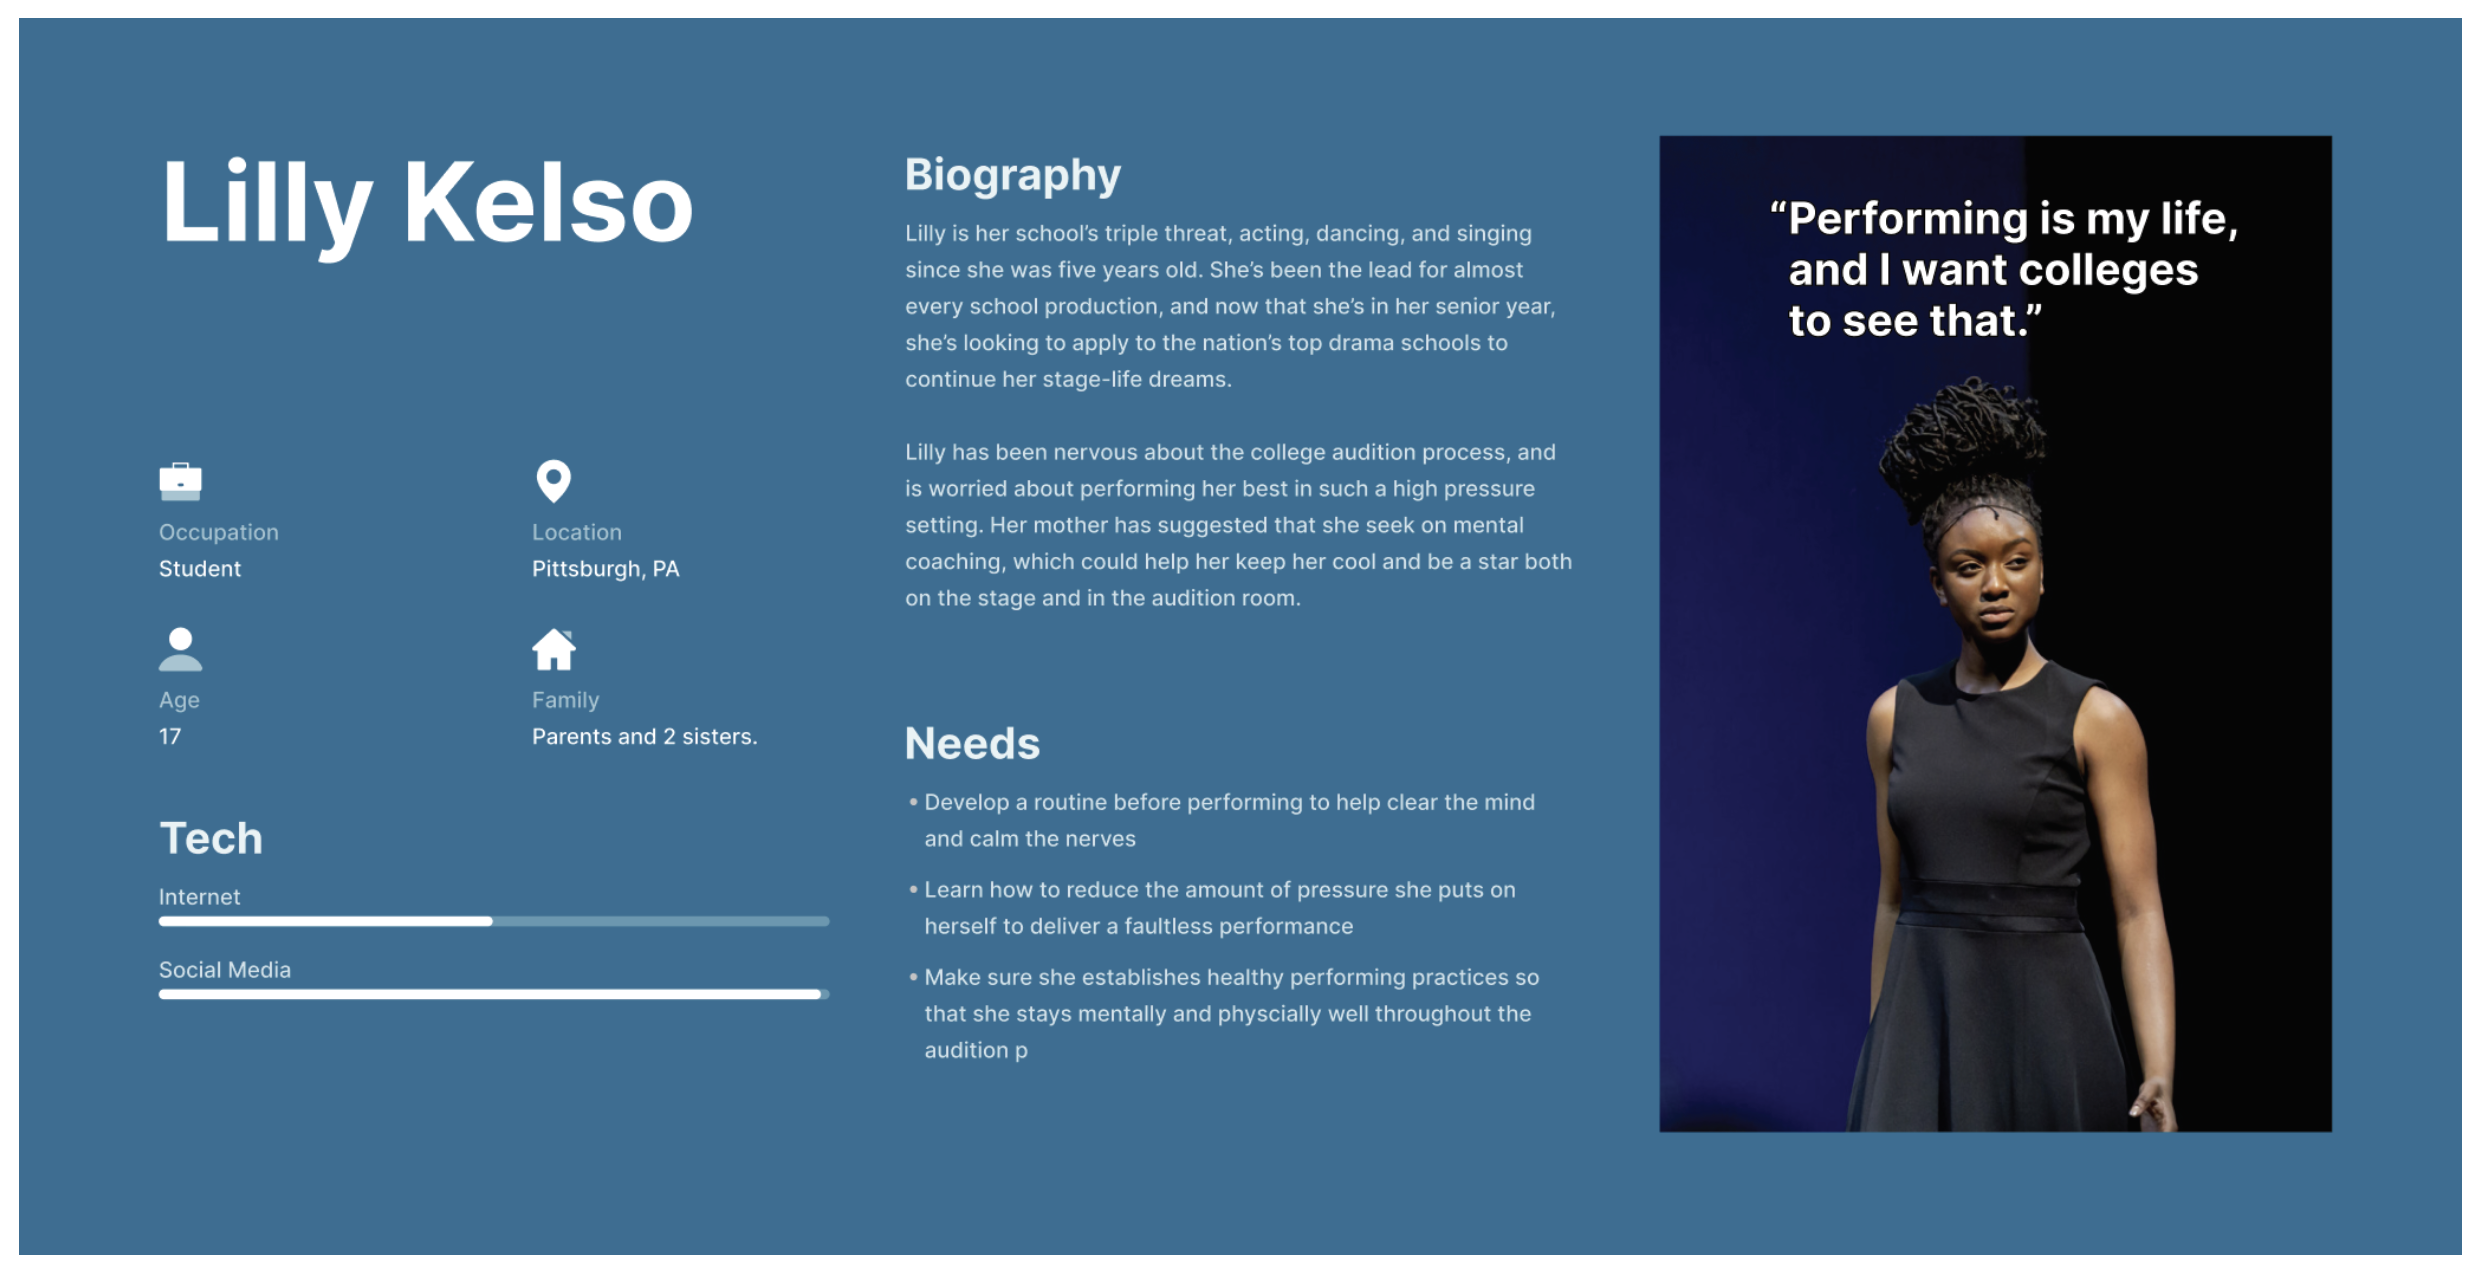 Lilly Kelso
Occupation
Student
Location
Pittsburgh, PA
Age
17
Family
Parents and 2 sisters.
Tech
Internet
Social Media
Biography
Lilly is her school’s triple threat, acting, dancing, and singing
since she was five years old. She’s been the lead for almost
every school production, and now that she’s in her senior year,
she’s looking to apply to the nation’s top drama schools to
continue her stage-life dreams.
Lilly has been nervous about the college audition process, and
is worried about performing her best in such a high pressure
setting. Her mother has suggested that she seek on mental
coaching, which could help her keep her cool and be a star both
on the stage and in the audition room.
Needs
• Develop a routine before performing to help clear the mind
and calm the nerves
• Learn how to reduce the amount of pressure she puts on
herself to deliver a faultless performance
• Make sure she establishes healthy performing practices so
that she stays mentally and physcially well throughout the
audition p
“Performing is my life,
and I want colleges
to see that.”